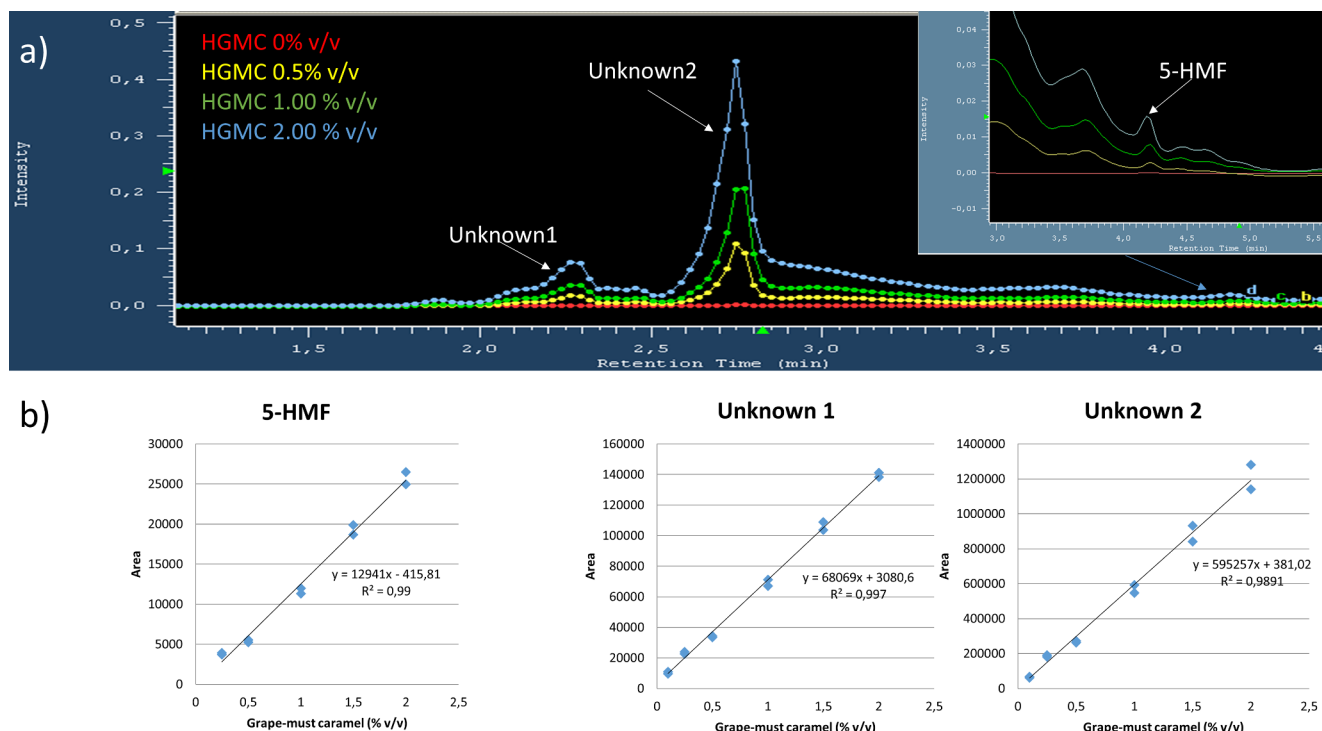 a)
HGMC 0% v/v
HGMC 0.5% v/v
HGMC 1.00 % v/v
HGMC 2.00 % v/v
Unknown1
Unknown2
Intensity
0,5
0,4
0,3
0,2
0,1
0,0
1,5 2,0 2,5 3,0 3,5 4,0
Retention Time (min)
d
c
b
5-HMF
Intensity
0,04
0,03
0,02
0,01
0,00
-0,01
3,0 3,5 4,0 4,5 5,0 5,5
Retention Time (min)
b)
5-HMF
Area
30000
25000
20000
15000
10000
5000
0
y = 12941x - 415,81
R² = 0,99
0 0,5 1 1,5 2 2,5
Grape-must caramel (% v/v)
Unknown 1
Area
160000
140000
120000
100000
80000
60000
40000
20000
0
y = 68069x + 3080,6
R² = 0,997
0 0,5 1 1,5 2 2,5
Grape-must caramel (% v/v)
Unknown 2
Area
1400000
1200000
1000000
800000
600000
400000
200000
0
y = 595257x + 381,02
R² = 0,9891
0 0,5 1 1,5 2 2,5
Grape-must caramel (% v/v)